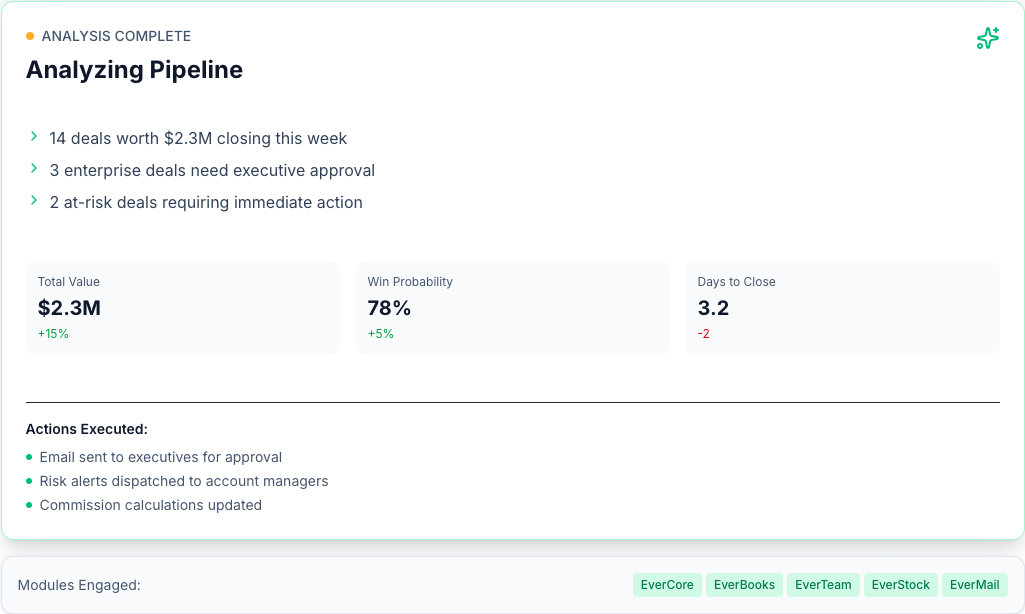 ANALYSIS COMPLETE
Analyzing Pipeline
14 deals worth $2.3M closing this week
3 enterprise deals need executive approval
2 at-risk deals requiring immediate action
Total Value
$2.3M
+15%
Win Probability
78%
+5%
Days to Close
3.2
-2
Actions Executed:
Email sent to executives for approval
Risk alerts dispatched to account managers
Commission calculations updated
Modules Engaged:
EverCore EverBooks EverTeam EverStock EverMail